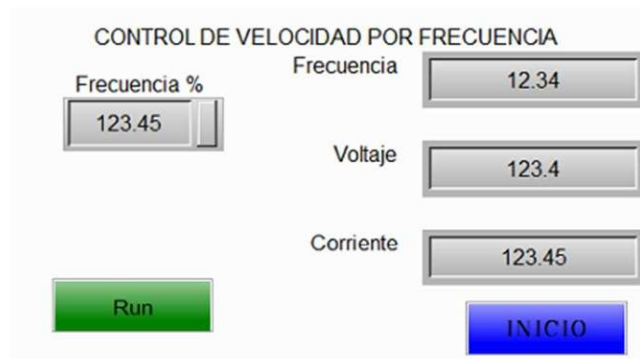 CONTROL DE VELOCIDAD POR FRECUENCIA
Frecuencia %
123.45
Frecuencia
12.34
Voltaje
123.4
Corriente
123.45
Run
INICIO